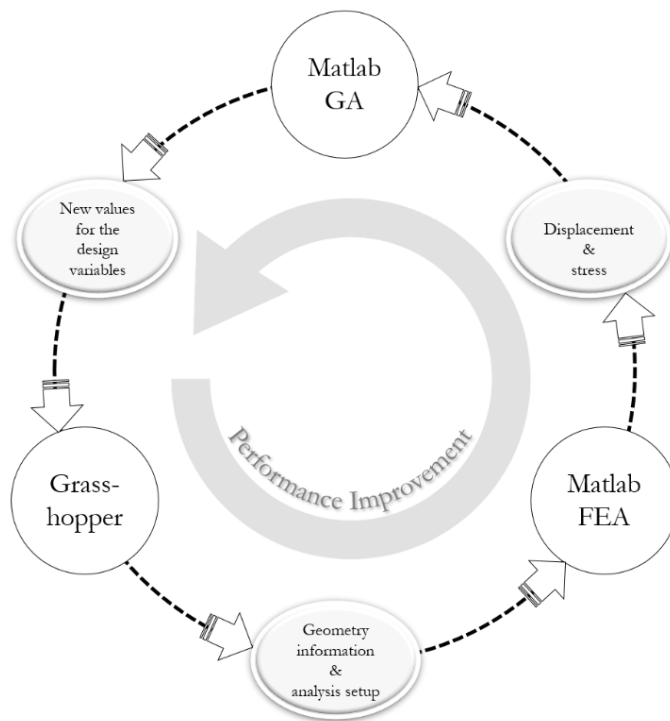 Matlab
GA
New values
for the
design
variables
Displacement
&
stress
Performance Improvement
Grass-
hopper
Matlab
FEA
Geometry
information
&
analysis setup